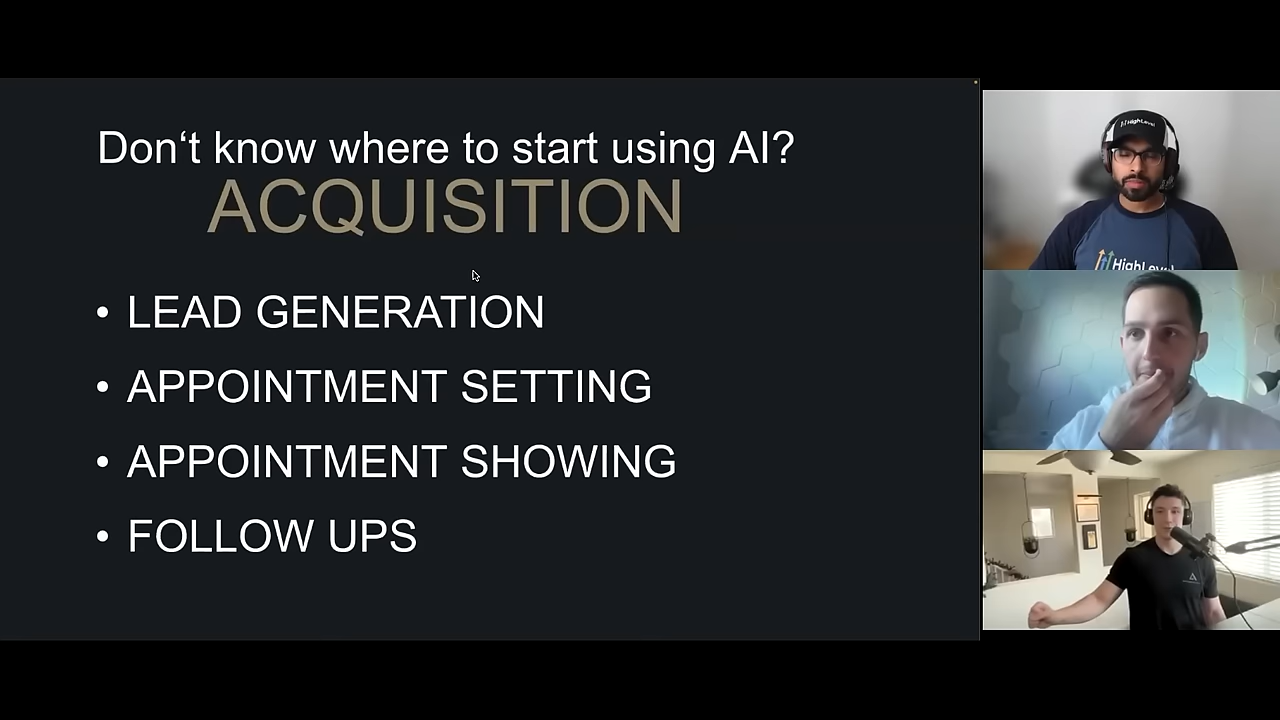 Don‘t know where to start using AI?
ACQUISITION
• LEAD GENERATION
• APPOINTMENT SETTING
• APPOINTMENT SHOWING
• FOLLOW UPS
HighLevel
HighLevel